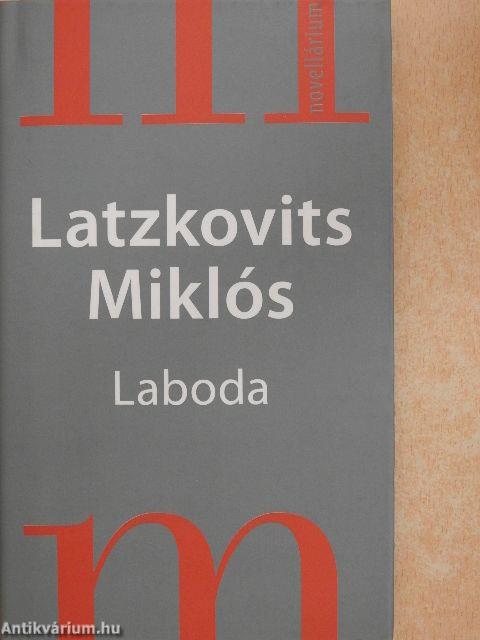 novellárium
Latzkovits
Miklós
Laboda
m
Antikvárium.hu